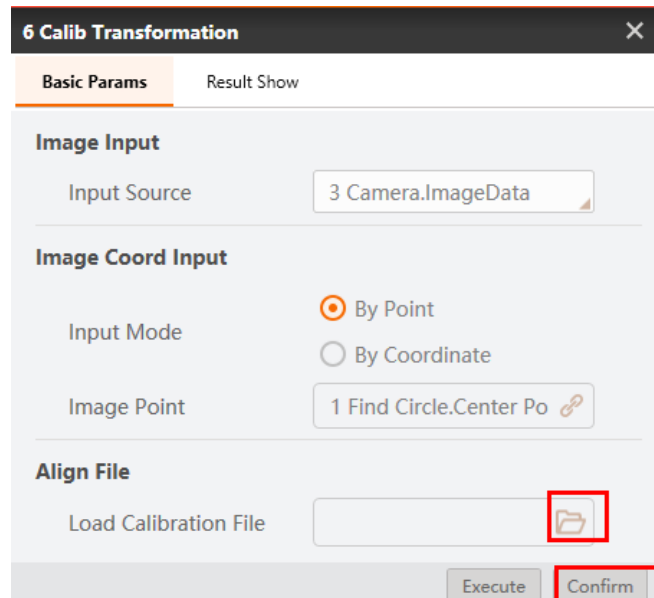 6 Calib Transformation
Basic Params Result Show
Image Input
Input Source 3 Camera.ImageData
Image Coord Input
By Point
Input Mode
By Coordinate
Image Point 1 Find Circle.Center Po
Align File
Load Calibration File
Execute Confirm